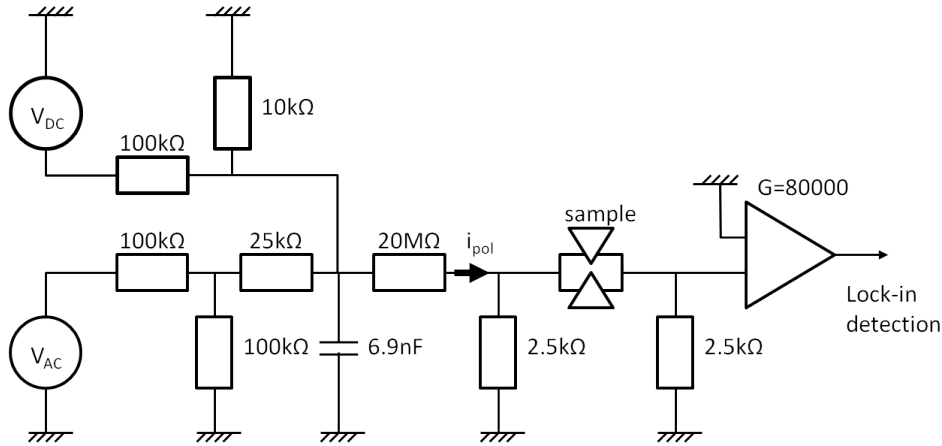 V_DC
10kΩ
100kΩ
G=80000
sample
100kΩ
25kΩ
20MΩ
i_pol
V_AC
100kΩ
6.9nF
2.5kΩ
2.5kΩ
Lock-in
detection